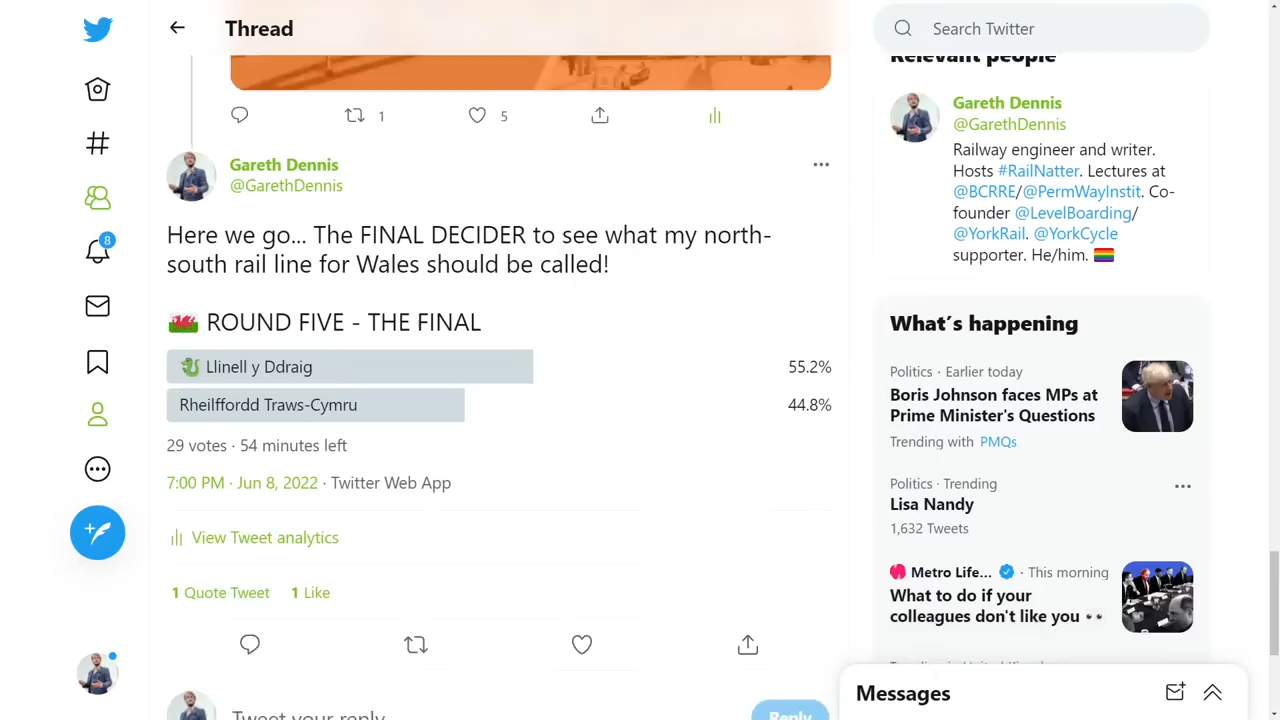 Thread
Search Twitter
1
5
Gareth Dennis
@GarethDennis
Here we go... The FINAL DECIDER to see what my north-
south rail line for Wales should be called!
ROUND FIVE - THE FINAL
Llinell y Ddraig 55.2%
Rheilffordd Traws-Cymru 44.8%
29 votes · 54 minutes left
7:00 PM · Jun 8, 2022 · Twitter Web App
View Tweet analytics
1 Quote Tweet 1 Like
Tweet your reply
Reply
8
Relevant people
Gareth Dennis
@GarethDennis
Railway engineer and writer.
Hosts #RailNatter. Lectures at
@BCRRE/@PermWayInstit. Co-
founder @LevelBoarding/
@YorkRail. @YorkCycle
supporter. He/him.
What's happening
Politics · Earlier today
Boris Johnson faces MPs at
Prime Minister's Questions
Trending with PMQs
Politics · Trending
Lisa Nandy
1,632 Tweets
Metro Life... · This morning
What to do if your
colleagues don't like you
Messages